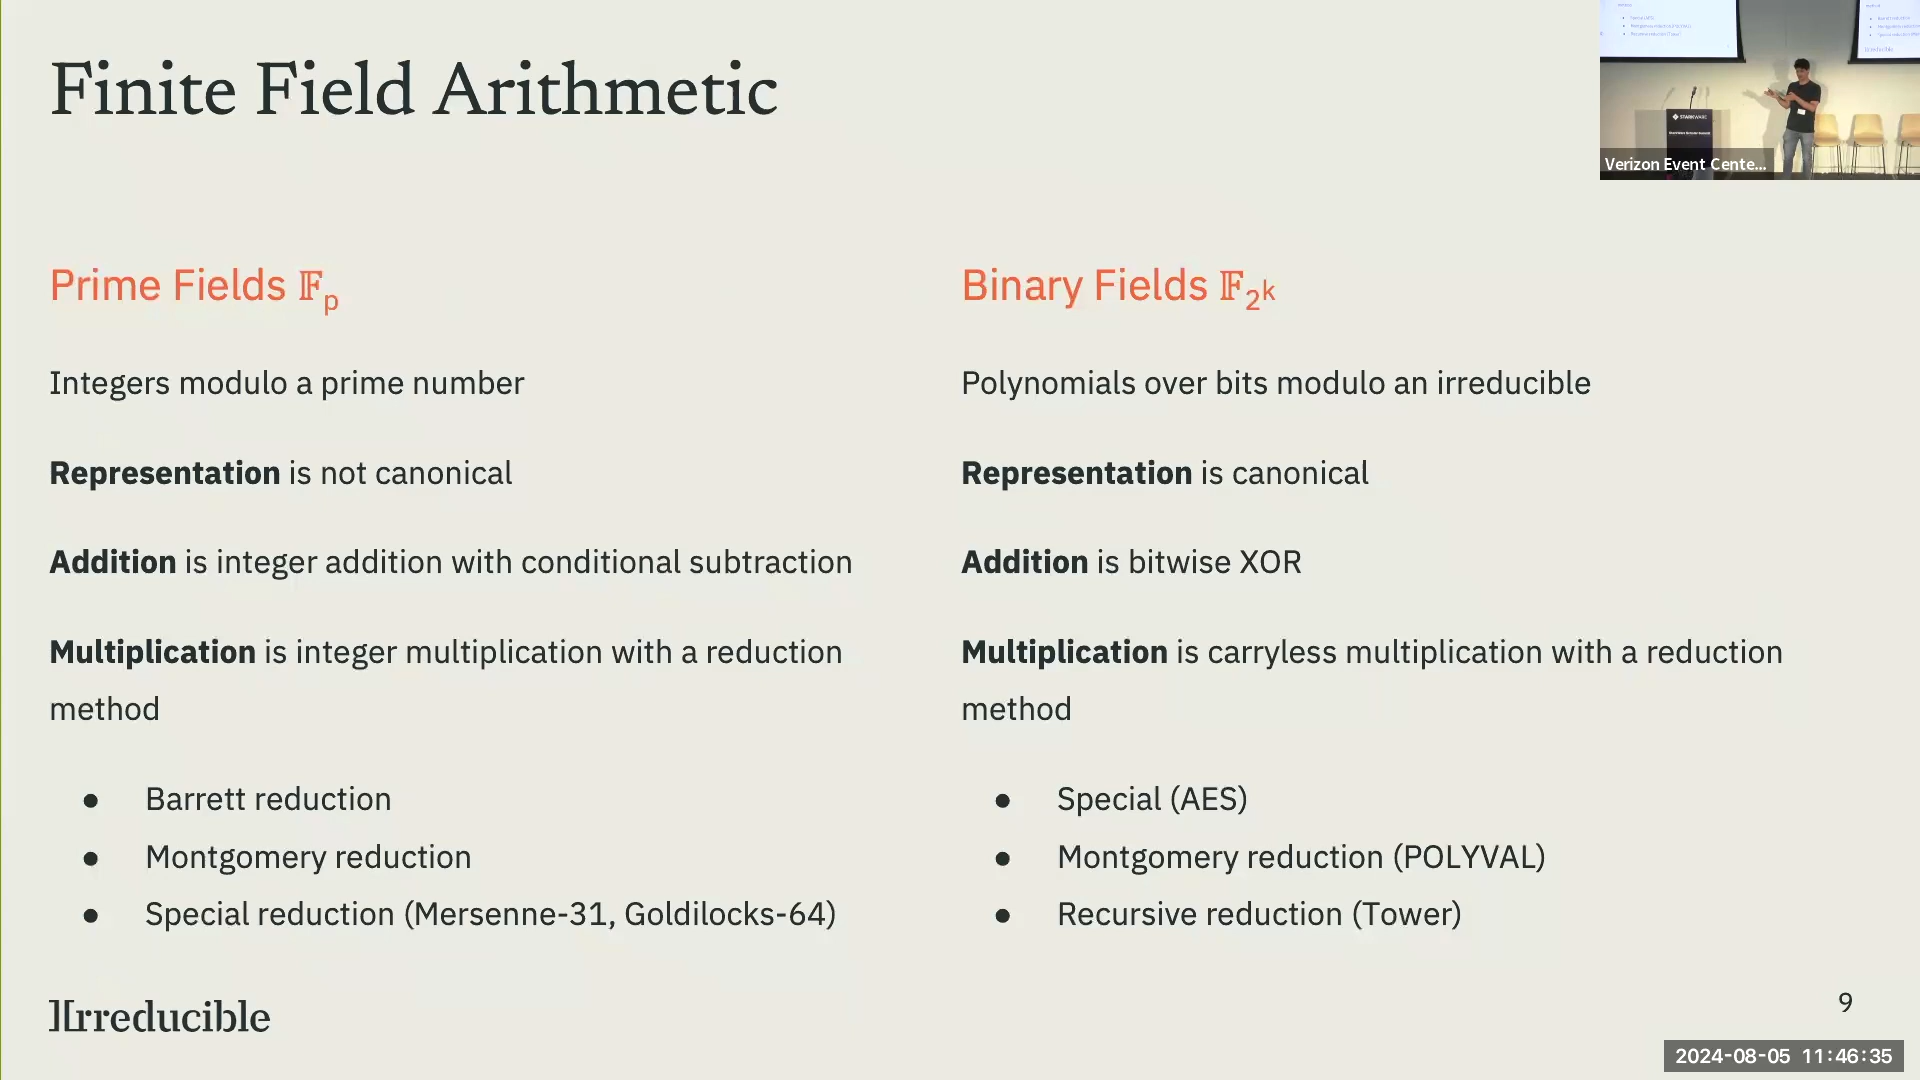 Finite Field Arithmetic
Prime Fields 𝔽p
Integers modulo a prime number
Representation is not canonical
Addition is integer addition with conditional subtraction
Multiplication is integer multiplication with a reduction
method
● Barrett reduction
● Montgomery reduction
● Special reduction (Mersenne-31, Goldilocks-64)
Binary Fields 𝔽2k
Polynomials over bits modulo an irreducible
Representation is canonical
Addition is bitwise XOR
Multiplication is carryless multiplication with a reduction
method
● Special (AES)
● Montgomery reduction (POLYVAL)
● Recursive reduction (Tower)
Irreducible
9
STARKWARE
Verizon Event Cente...
2024-08-05 11:46:35